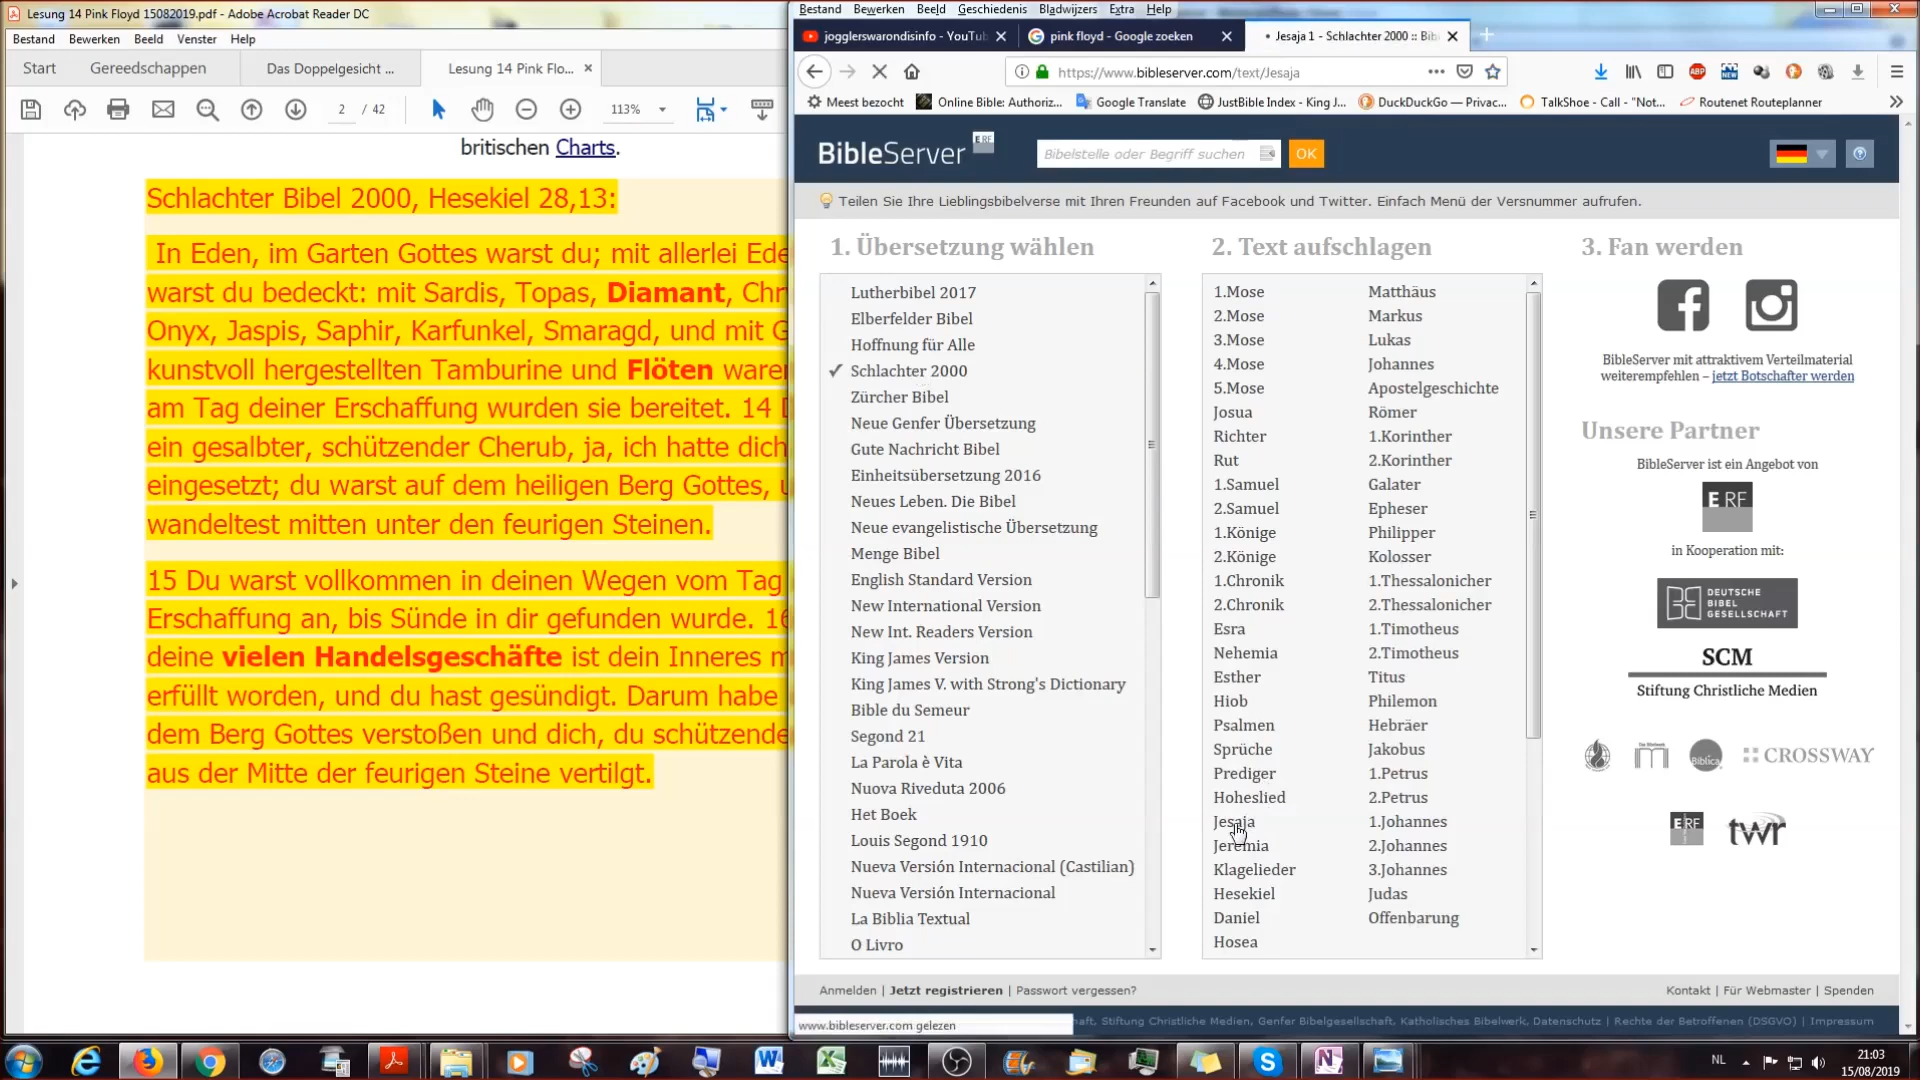 Lesung 14 Pink Floyd 15082019.pdf - Adobe Acrobat Reader DC
Bestand Bewerken Beeld Venster Help
Start Gereedschappen Das Doppelgesicht ... Lesung 14 Pink Flo... ×
2 / 42 113%
britischen Charts.
Schlachter Bibel 2000, Hesekiel 28,13:
In Eden, im Garten Gottes warst du; mit allerlei Ede
warst du bedeckt: mit Sardis, Topas, Diamant, Chr
Onyx, Jaspis, Saphir, Karfunkel, Smaragd, und mit G
kunstvoll hergestellten Tamburine und Flöten ware
am Tag deiner Erschaffung wurden sie bereitet. 14 D
ein gesalbter, schützender Cherub, ja, ich hatte dich
eingesetzt; du warst auf dem heiligen Berg Gottes, u
wandeltest mitten unter den feurigen Steinen.
15 Du warst vollkommen in deinen Wegen vom Tag
Erschaffung an, bis Sünde in dir gefunden wurde. 16
deine vielen Handelsgeschäfte ist dein Inneres m
erfüllt worden, und du hast gesündigt. Darum habe
dem Berg Gottes verstoßen und dich, du schützende
aus der Mitte der feurigen Steine vertilgt.
Bestand Bewerken Beeld Geschiedenis Bladwijzers Extra Help
jogglerswarondisinfo - YouTu pink floyd - Google zoeken Jesaja 1 - Schlachter 2000 :: Bib
https://www.bibleserver.com/text/Jesaja
Meest bezocht Online Bible: Authoriz... Google Translate JustBible Index - King J... DuckDuckGo — Privac... TalkShoe - Call - "Not... Routenet Routeplanner
BibleServer ERF Bibelstelle oder Begriff suchen OK
Teilen Sie Ihre Lieblingsbibelverse mit Ihren Freunden auf Facebook und Twitter. Einfach Menü der Versnummer aufrufen.
1. Übersetzung wählen
Lutherbibel 2017
Elberfelder Bibel
Hoffnung für Alle
✓ Schlachter 2000
Zürcher Bibel
Neue Genfer Übersetzung
Gute Nachricht Bibel
Einheitsübersetzung 2016
Neues Leben. Die Bibel
Neue evangelistische Übersetzung
Menge Bibel
English Standard Version
New International Version
New Int. Readers Version
King James Version
King James V. with Strong's Dictionary
Bible du Semeur
Segond 21
La Parola è Vita
Nuova Riveduta 2006
Het Boek
Louis Segond 1910
Nueva Versión Internacional (Castilian)
Nueva Versión Internacional
La Biblia Textual
O Livro
2. Text aufschlagen
1.Mose Matthäus
2.Mose Markus
3.Mose Lukas
4.Mose Johannes
5.Mose Apostelgeschichte
Josua Römer
Richter 1.Korinther
Rut 2.Korinther
1.Samuel Galater
2.Samuel Epheser
1.Könige Philipper
2.Könige Kolosser
1.Chronik 1.Thessalonicher
2.Chronik 2.Thessalonicher
Esra 1.Timotheus
Nehemia 2.Timotheus
Esther Titus
Hiob Philemon
Psalmen Hebräer
Sprüche Jakobus
Prediger 1.Petrus
Hoheslied 2.Petrus
Jesaja 1.Johannes
Jeremia 2.Johannes
Klagelieder 3.Johannes
Hesekiel Judas
Daniel Offenbarung
Hosea
3. Fan werden
BibleServer mit attraktivem Verteilmaterial
weiterempfehlen – jetzt Botschafter werden
Unsere Partner
BibleServer ist ein Angebot von
ERF
in Kooperation mit:
DEUTSCHE
BIBEL
GESELLSCHAFT
SCM
Stiftung Christliche Medien
Biblica CROSSWAY
ERF twr
Anmelden | Jetzt registrieren | Passwort vergessen?
Kontakt | Für Webmaster | Spenden
www.bibleserver.com gelezen
haft, Stiftung Christliche Medien, Genfer Bibelgesellschaft, Katholisches Bibelwerk, Datenschutz | Rechte der Betroffenen (DSGVO) | Impressum
NL
21:03
15/08/2019